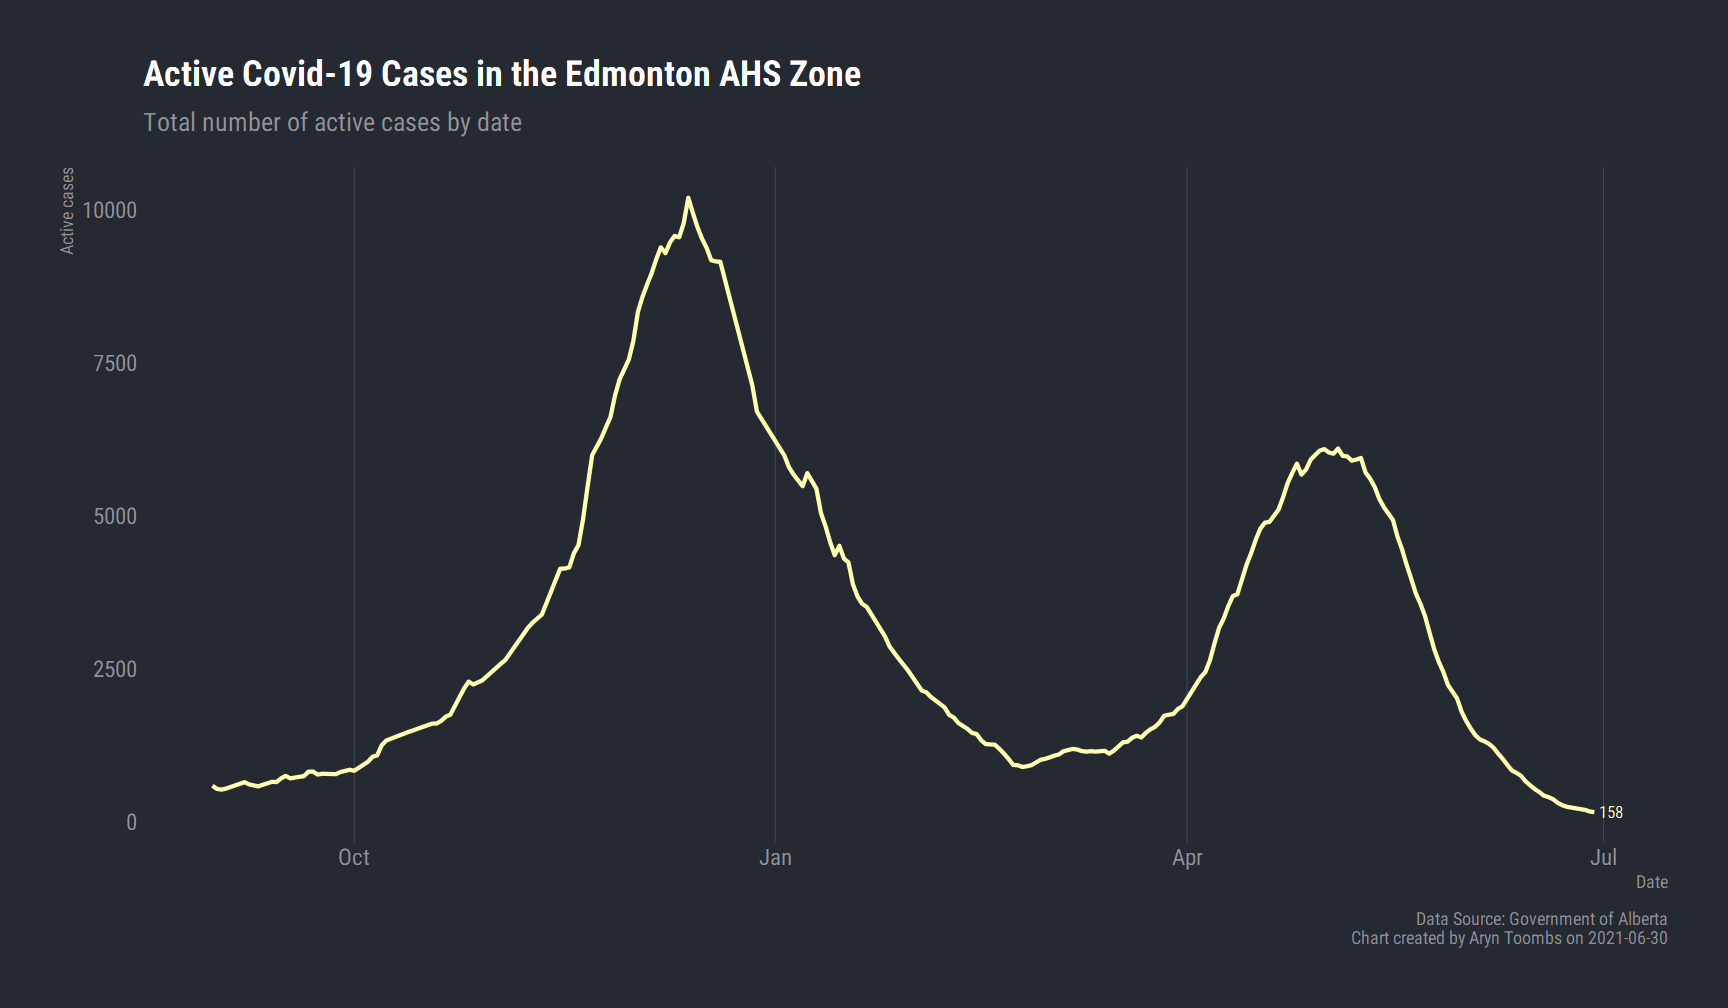 Active Covid-19 Cases in the Edmonton AHS Zone
Total number of active cases by date
Active cases
10000
7500
5000
2500
0
158
Oct
Jan
Apr
Jul
Date
Data Source: Government of Alberta
Chart created by Aryn Toombs on 2021-06-30